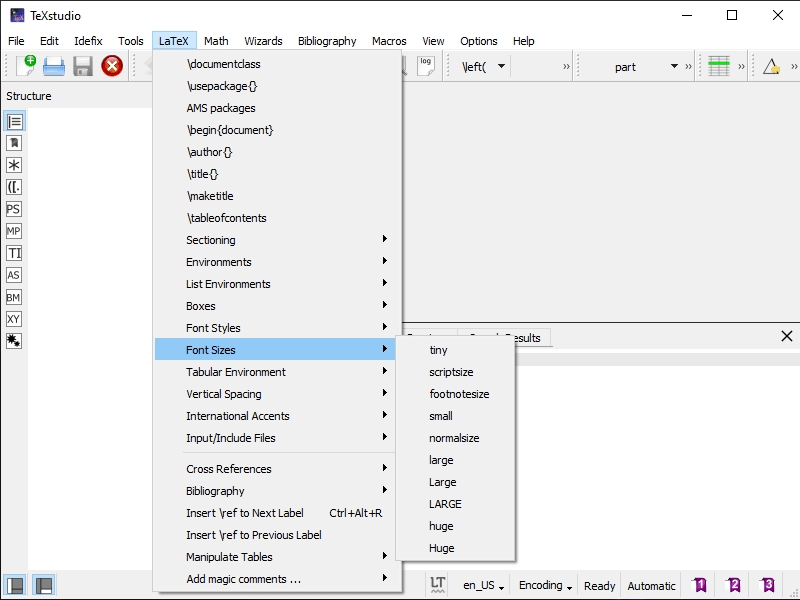 TeXstudio
File Edit Idefix Tools LaTeX Math Wizards Bibliography Macros View Options Help
log \left( part
Structure
\documentclass
\usepackage{}
AMS packages
\begin{document}
\author{}
\title{}
\maketitle
\tableofcontents
Sectioning
Environments
List Environments
Boxes
Font Styles
Font Sizes
Tabular Environment
Vertical Spacing
International Accents
Input/Include Files
Cross References
Bibliography
Insert \ref to Next Label Ctrl+Alt+R
Insert \ref to Previous Label
Manipulate Tables
Add magic comments ...
([.
PS
MP
TI
AS
BM
XY
Results
tiny
scriptsize
footnotesize
small
normalsize
large
Large
LARGE
huge
Huge
LT en_US Encoding Ready Automatic 1 2 3